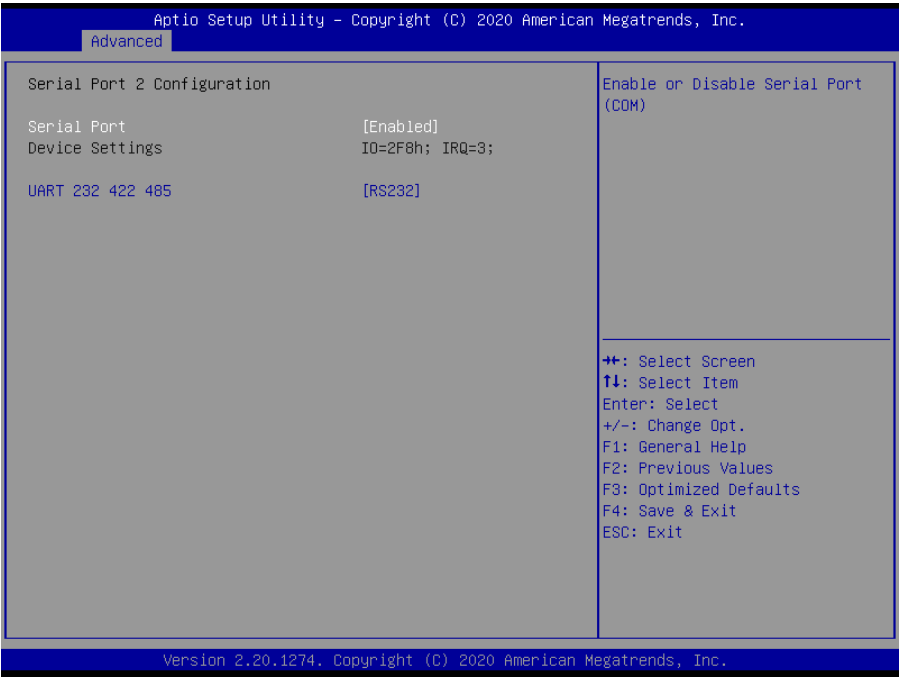 Aptio Setup Utility – Copyright (C) 2020 American Megatrends, Inc.
Advanced
Serial Port 2 Configuration
Serial Port [Enabled]
Device Settings IO=2F8h; IRQ=3;
UART 232 422 485 [RS232]
Enable or Disable Serial Port
(COM)
→←: Select Screen
↑↓: Select Item
Enter: Select
+/-: Change Opt.
F1: General Help
F2: Previous Values
F3: Optimized Defaults
F4: Save & Exit
ESC: Exit
Version 2.20.1274. Copyright (C) 2020 American Megatrends, Inc.